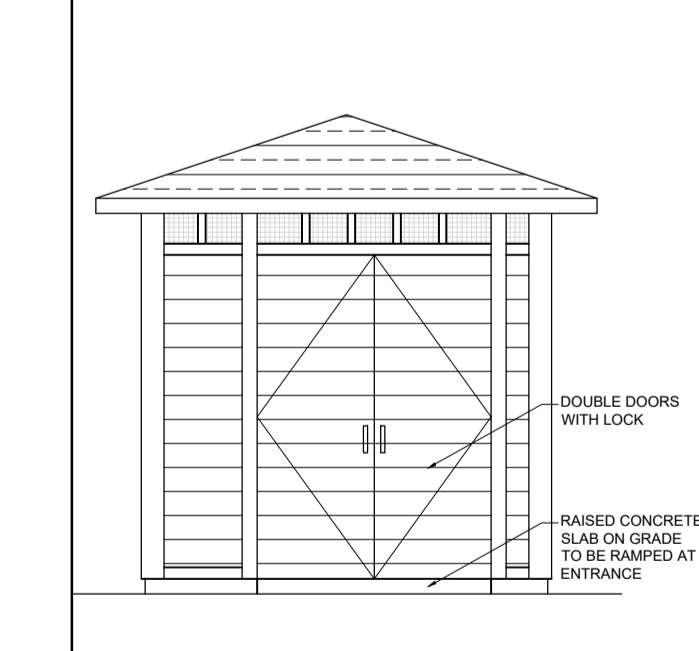 DOUBLE DOORS
WITH LOCK
RAISED CONCRETE
SLAB ON GRADE
TO BE RAMPED AT
ENTRANCE